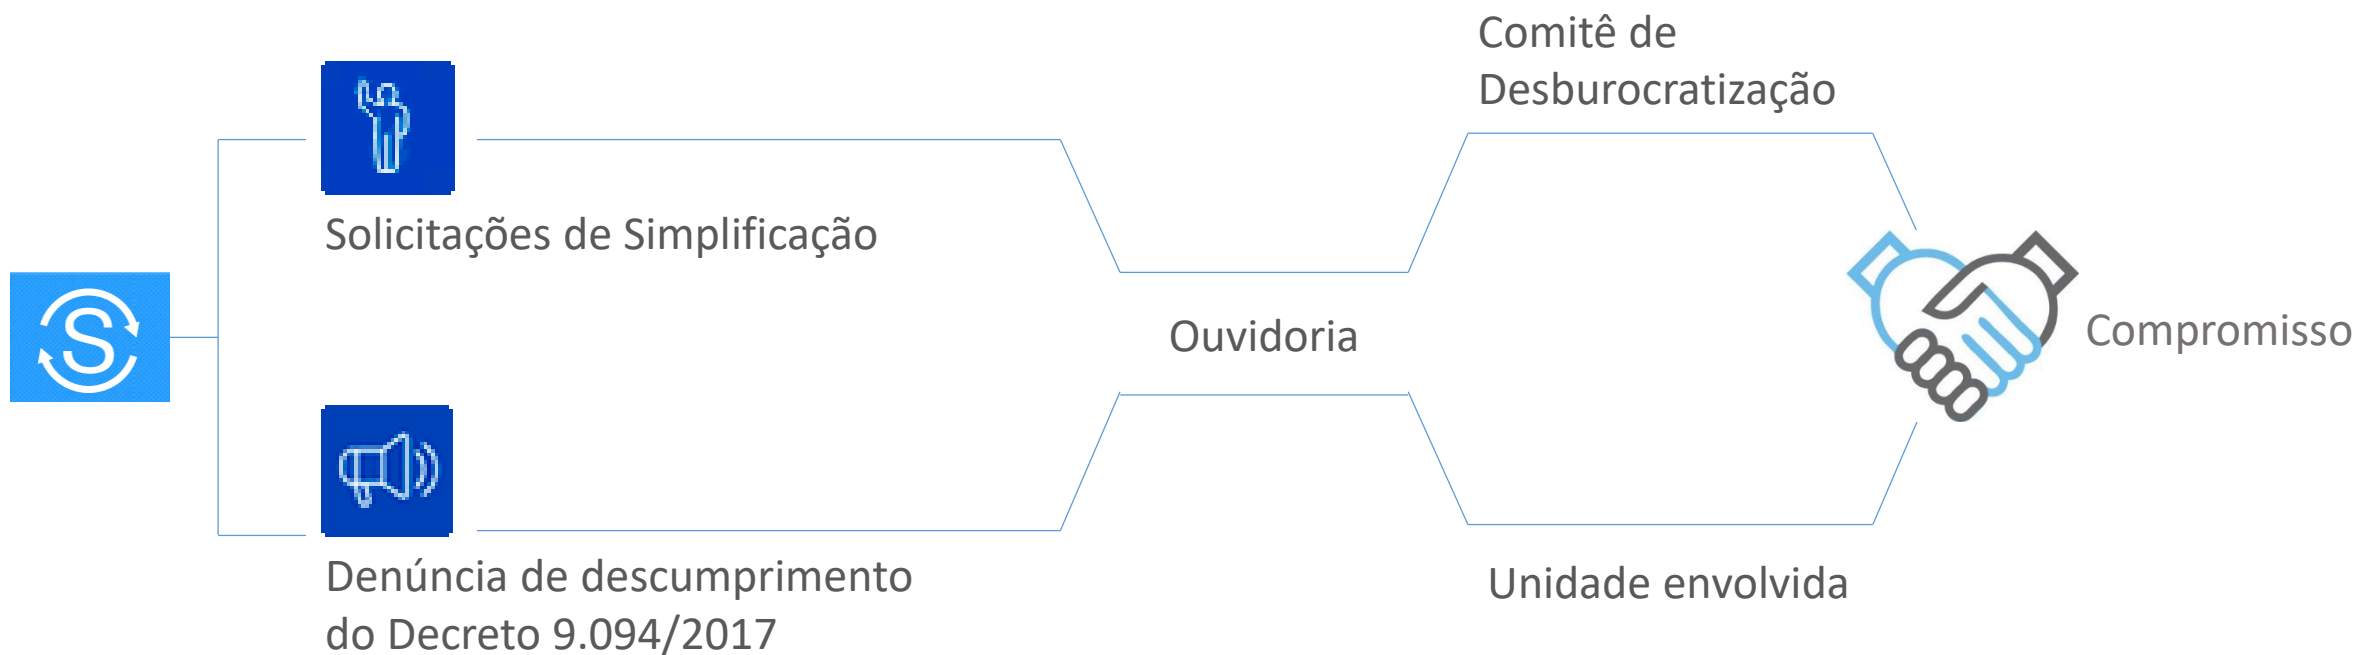 Comitê de
Desburocratização
Solicitações de Simplificação
S
Ouvidoria
Compromisso
Denúncia de descumprimento
do Decreto 9.094/2017
Unidade envolvida